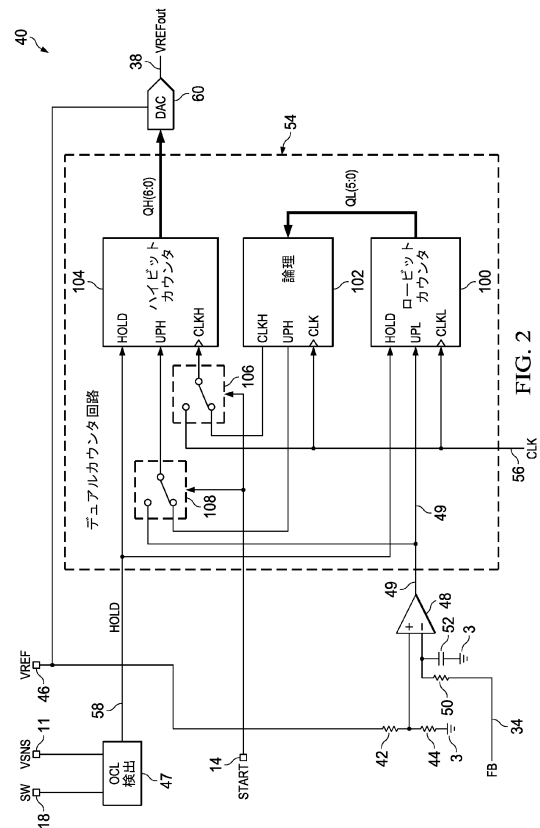 40
VREF
46
VSNS
11
SW
18
OCL
検出
47
58
HOLD
デュアルカウンタ回路
54
104
HOLD
UPH
CLKH
ハイビット
カウンタ
QH(6:0)
DAC
60
38
VREFout
108
106
CLKH
UPH
CLK
論理
102
QL(5:0)
HOLD
UPL
CLKL
ロービット
カウンタ
100
14
START
42
44
3
+
−
48
49
49
52
3
50
34
FB
56
CLK
FIG. 2